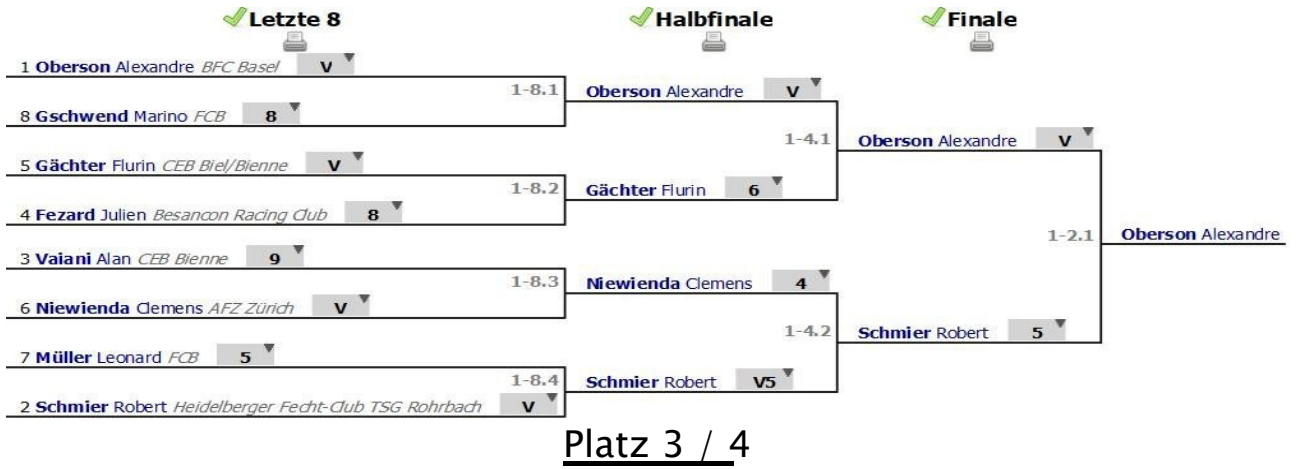 Letzte 8 Halbfinale Finale
1 Oberson Alexandre BFC Basel V
1-8.1 Oberson Alexandre V
8 Gschwend Marino FCB 8
1-4.1 Oberson Alexandre V
5 Gächter Flurin CEB Biel/Bienne V
1-8.2 Gächter Flurin 6
4 Fezard Julien Besancon Racing Club 8
1-2.1 Oberson Alexandre
3 Vaiani Alan CEB Bienne 9
1-8.3 Niewienda Clemens 4
6 Niewienda Clemens AFZ Zürich V
1-4.2 Schmier Robert 5
7 Müller Leonard FCB 5
1-8.4 Schmier Robert V5
2 Schmier Robert Heidelberger Fecht-Club TSG Rohrbach V
Platz 3 / 4